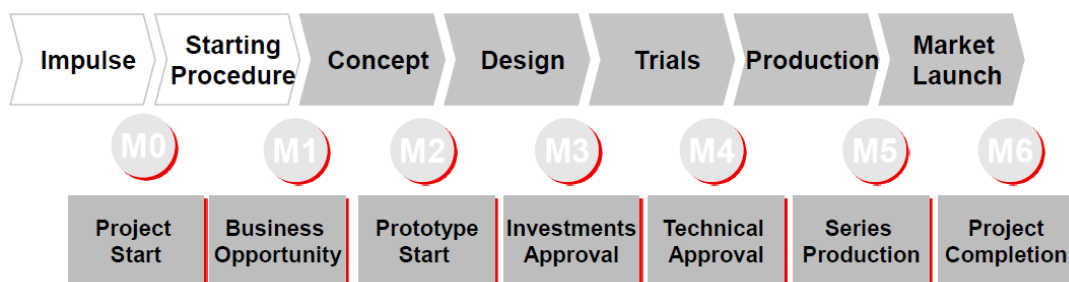 Impulse
Starting
Procedure
Concept
Design
Trials
Production
Market
Launch
M0
M1
M2
M3
M4
M5
M6
Project
Start
Business
Opportunity
Prototype
Start
Investments
Approval
Technical
Approval
Series
Production
Project
Completion